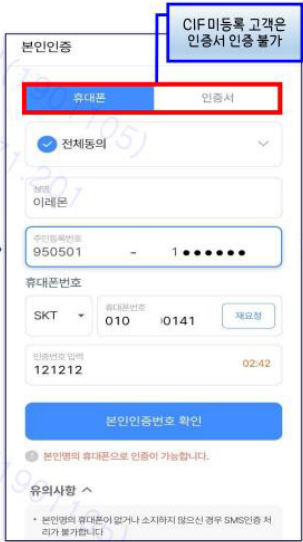 CIF미등록 고객은
인증서 인증 불가
본인인증
휴대폰
인증서
전체동의
성명
이레몬
주민등록번호
950501 - 1●●●●●●
휴대폰번호
SKT
휴대폰번호
010 0141
재요청
인증번호 입력
121212
02:42
본인인증번호 확인
본인명의 휴대폰으로 인증이 가능합니다.
유의사항
• 본인명의 휴대폰이 없거나 소지하지 않으신 경우 SMS인증 처
리가 불가합니다